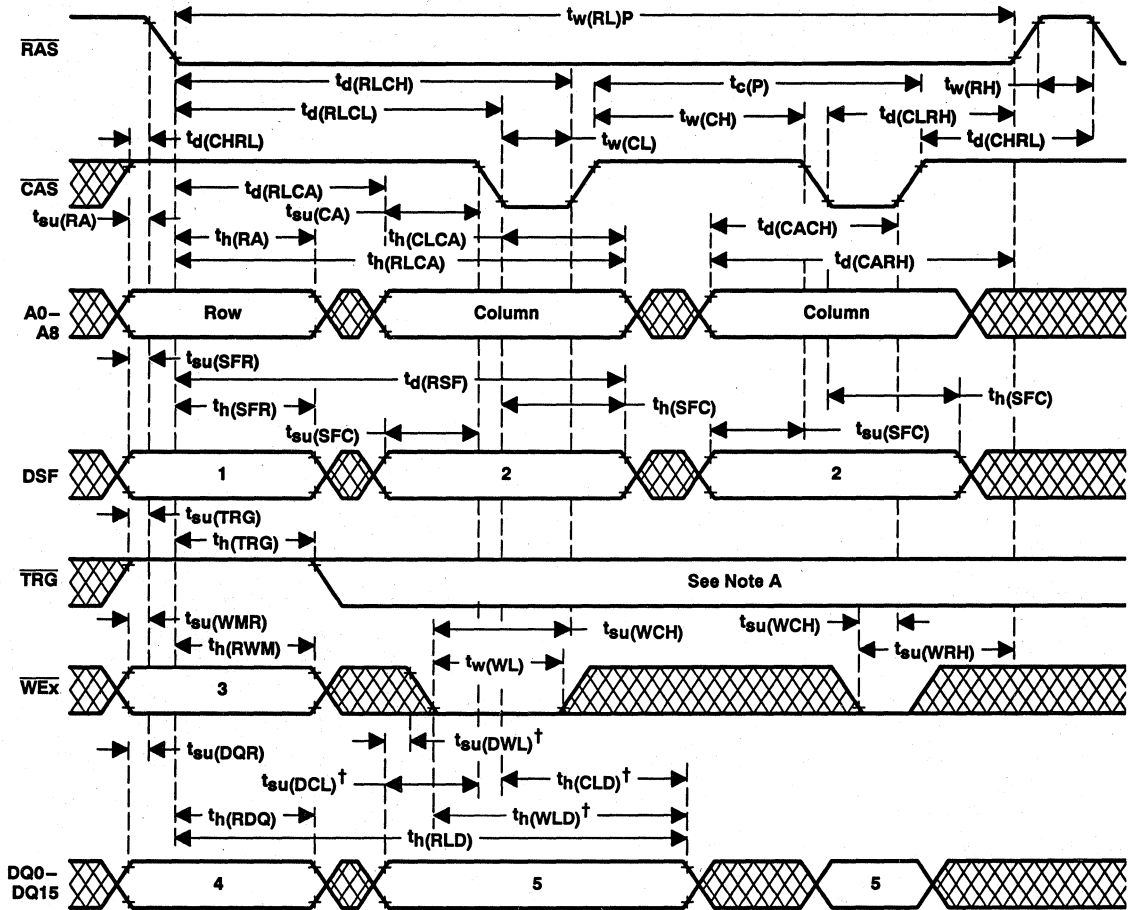 tw(RL)P
RAS
td(RLCH)
tc(P)
tw(RH)
td(RLCL)
tw(CH)
td(CLRH)
td(CHRL)
tw(CL)
td(CHRL)
CAS
td(RLCA)
tsu(RA)
tsu(CA)
th(RA)
th(CLCA)
td(CACH)
th(RLCA)
td(CARH)
A0–
A8
Row
Column
Column
tsu(SFR)
td(RSF)
th(SFR)
th(SFC)
th(SFC)
tsu(SFC)
tsu(SFC)
DSF
1
2
2
tsu(TRG)
th(TRG)
TRG
See Note A
tsu(WMR)
tsu(WCH)
tsu(WCH)
th(RWM)
tw(WL)
tsu(WRH)
WEx
3
tsu(DQR)
tsu(DWL)†
tsu(DCL)†
th(CLD)†
th(RDQ)
th(WLD)†
th(RLD)
DQ0–
DQ15
4
5
5